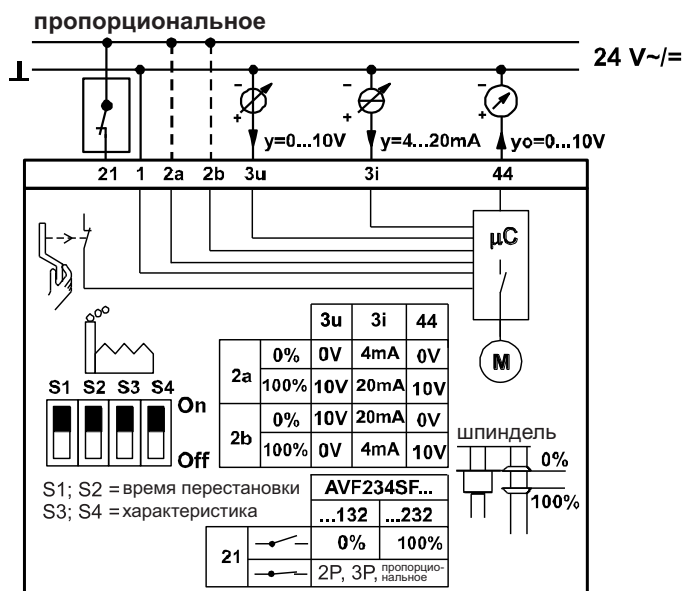 пропорциональное
24 V~/=
⊥
- - -
+ + +
y=0...10V y=4...20mA yo=0...10V
21 1 2a 2b 3u 3i 44
µC
3u 3i 44
2a 0% 0V 4mA 0V
100% 10V 20mA 10V
2b 0% 10V 20mA 0V
100% 0V 4mA 10V
M
S1 S2 S3 S4
On
Off
шпиндель
0%
100%
S1; S2 = время перестановки
S3; S4 = характеристика
AVF234SF...
...132 ...232
21 0% 100%
2P, 3P, пропорцио-
нальное